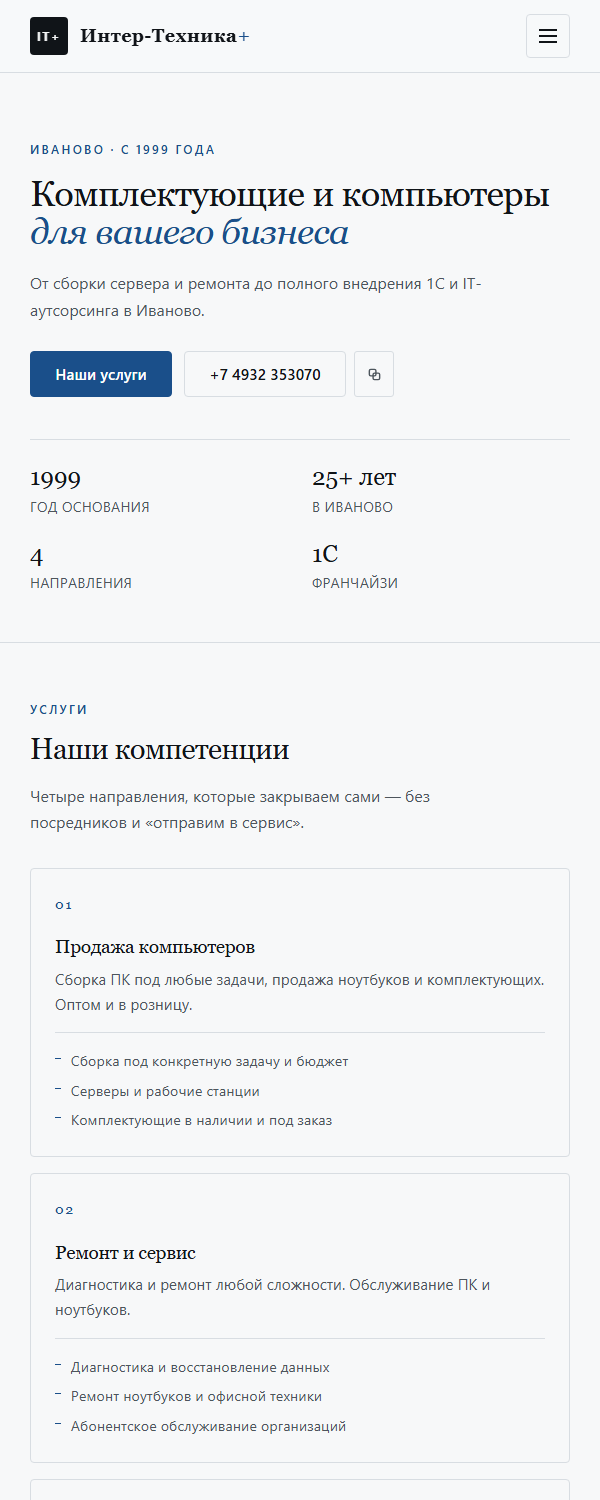 IT+ Интер-Техника+
ИВАНОВО · С 1999 ГОДА
Комплектующие и компьютеры
для вашего бизнеса
От сборки сервера и ремонта до полного внедрения 1С и IT-
аутсорсинга в Иваново.
Наши услуги +7 4932 353070
1999
ГОД ОСНОВАНИЯ
25+ лет
В ИВАНОВО
4
НАПРАВЛЕНИЯ
1С
ФРАНЧАЙЗИ
УСЛУГИ
Наши компетенции
Четыре направления, которые закрываем сами — без
посредников и «отправим в сервис».
01
Продажа компьютеров
Сборка ПК под любые задачи, продажа ноутбуков и комплектующих.
Оптом и в розницу.
– Сборка под конкретную задачу и бюджет
– Серверы и рабочие станции
– Комплектующие в наличии и под заказ
02
Ремонт и сервис
Диагностика и ремонт любой сложности. Обслуживание ПК и
ноутбуков.
– Диагностика и восстановление данных
– Ремонт ноутбуков и офисной техники
– Абонентское обслуживание организаций